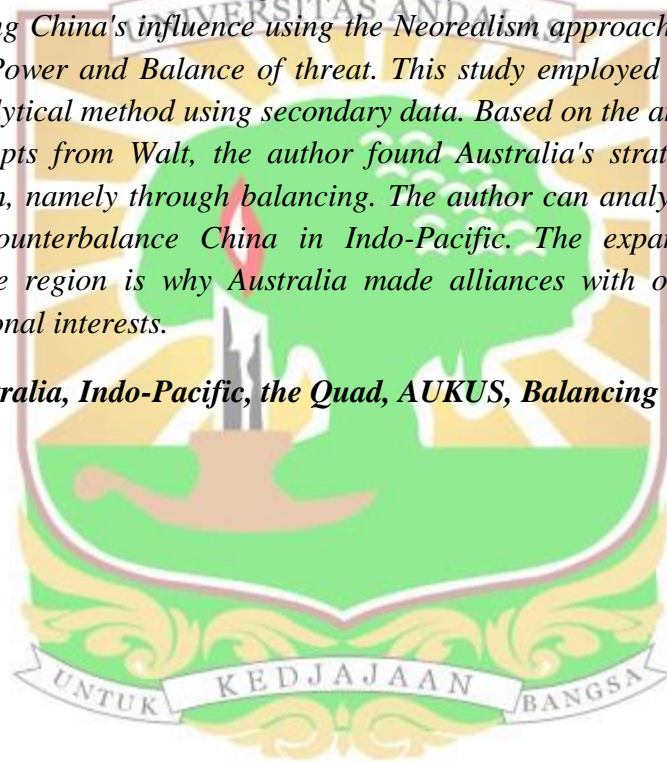 ng China's influence using the Neorealism approach
UNIVERSITAS ANDALAS
Power and Balance of threat. This study employed
lytical method using secondary data. Based on the a
pts from Walt, the author found Australia's strat
n, namely through balancing. The author can analy
ounterbalance China in Indo-Pacific. The expa
e region is why Australia made alliances with o
onal interests.
tralia, Indo-Pacific, the Quad, AUKUS, Balancing
UNTUK KEDJAJAAN BANGSA